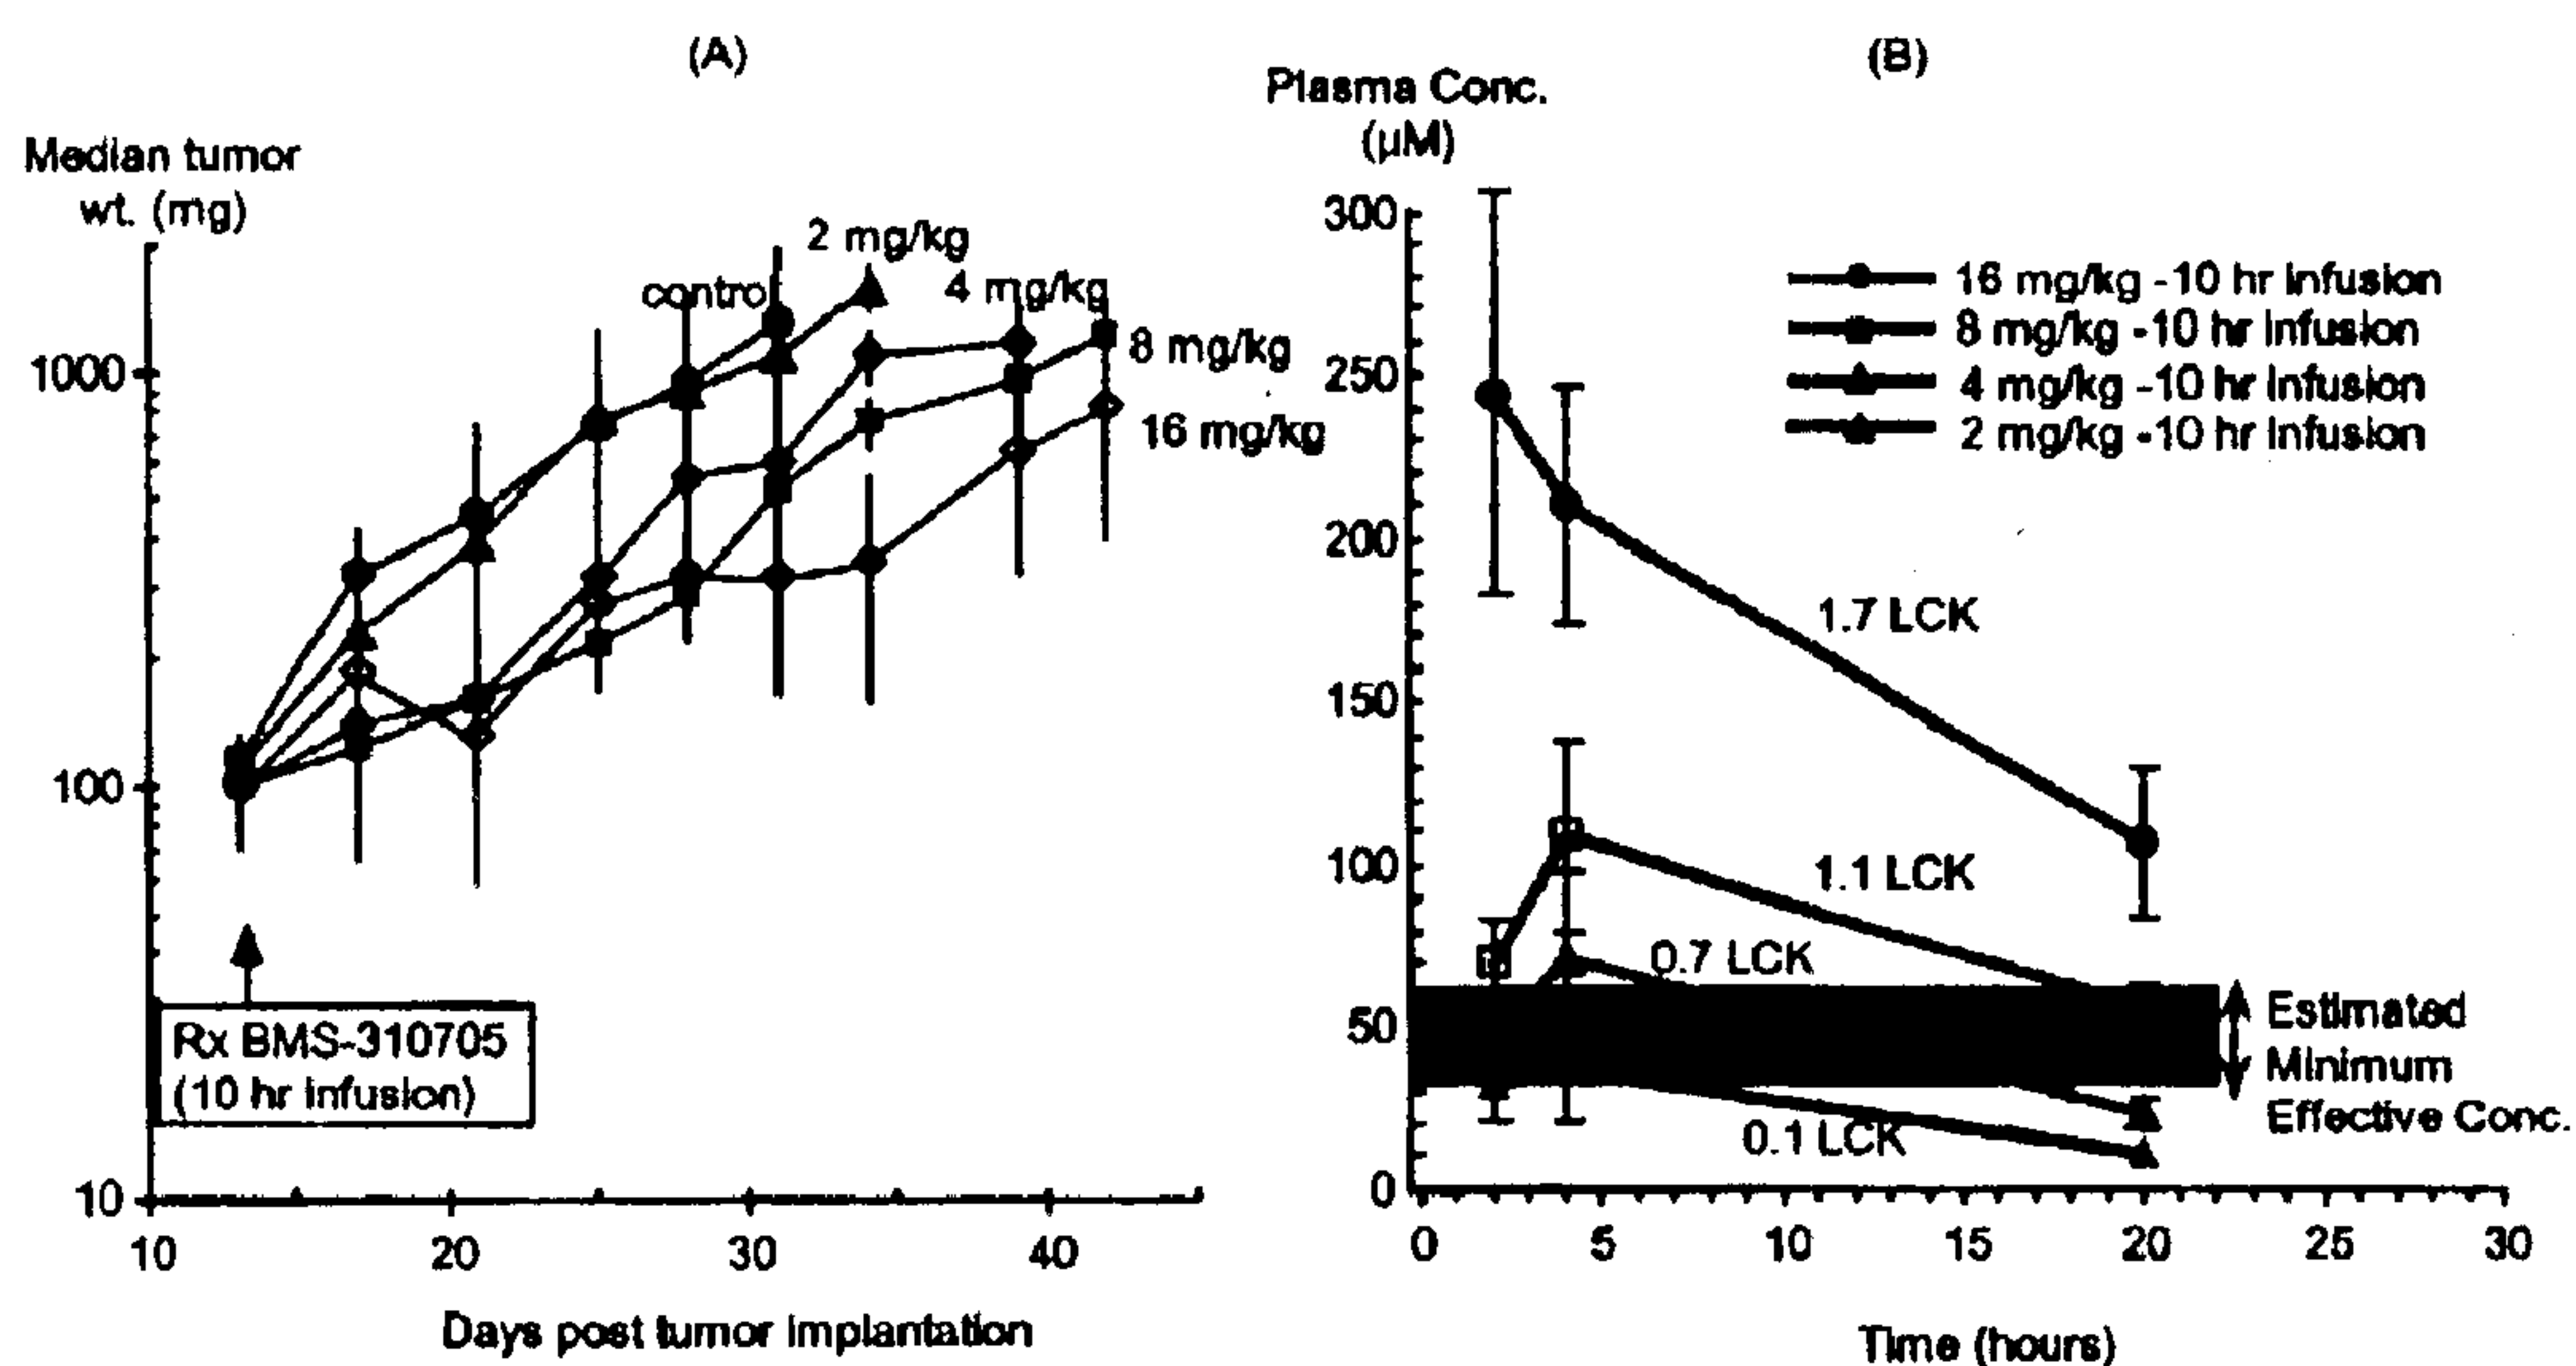 (A)
Median tumor
wt. (mg)
1000
100
10
10 20 30 40
Days post tumor implantation
control
2 mg/kg
4 mg/kg
8 mg/kg
16 mg/kg
Rx BMS-310705
(10 hr infusion)
(B)
Plasma Conc.
(µM)
300
250
200
150
100
50
0
0 5 10 15 20 25 30
Time (hours)
16 mg/kg -10 hr infusion
8 mg/kg -10 hr infusion
4 mg/kg -10 hr infusion
2 mg/kg -10 hr infusion
1.7 LCK
1.1 LCK
0.7 LCK
0.1 LCK
Estimated
Minimum
Effective Conc.